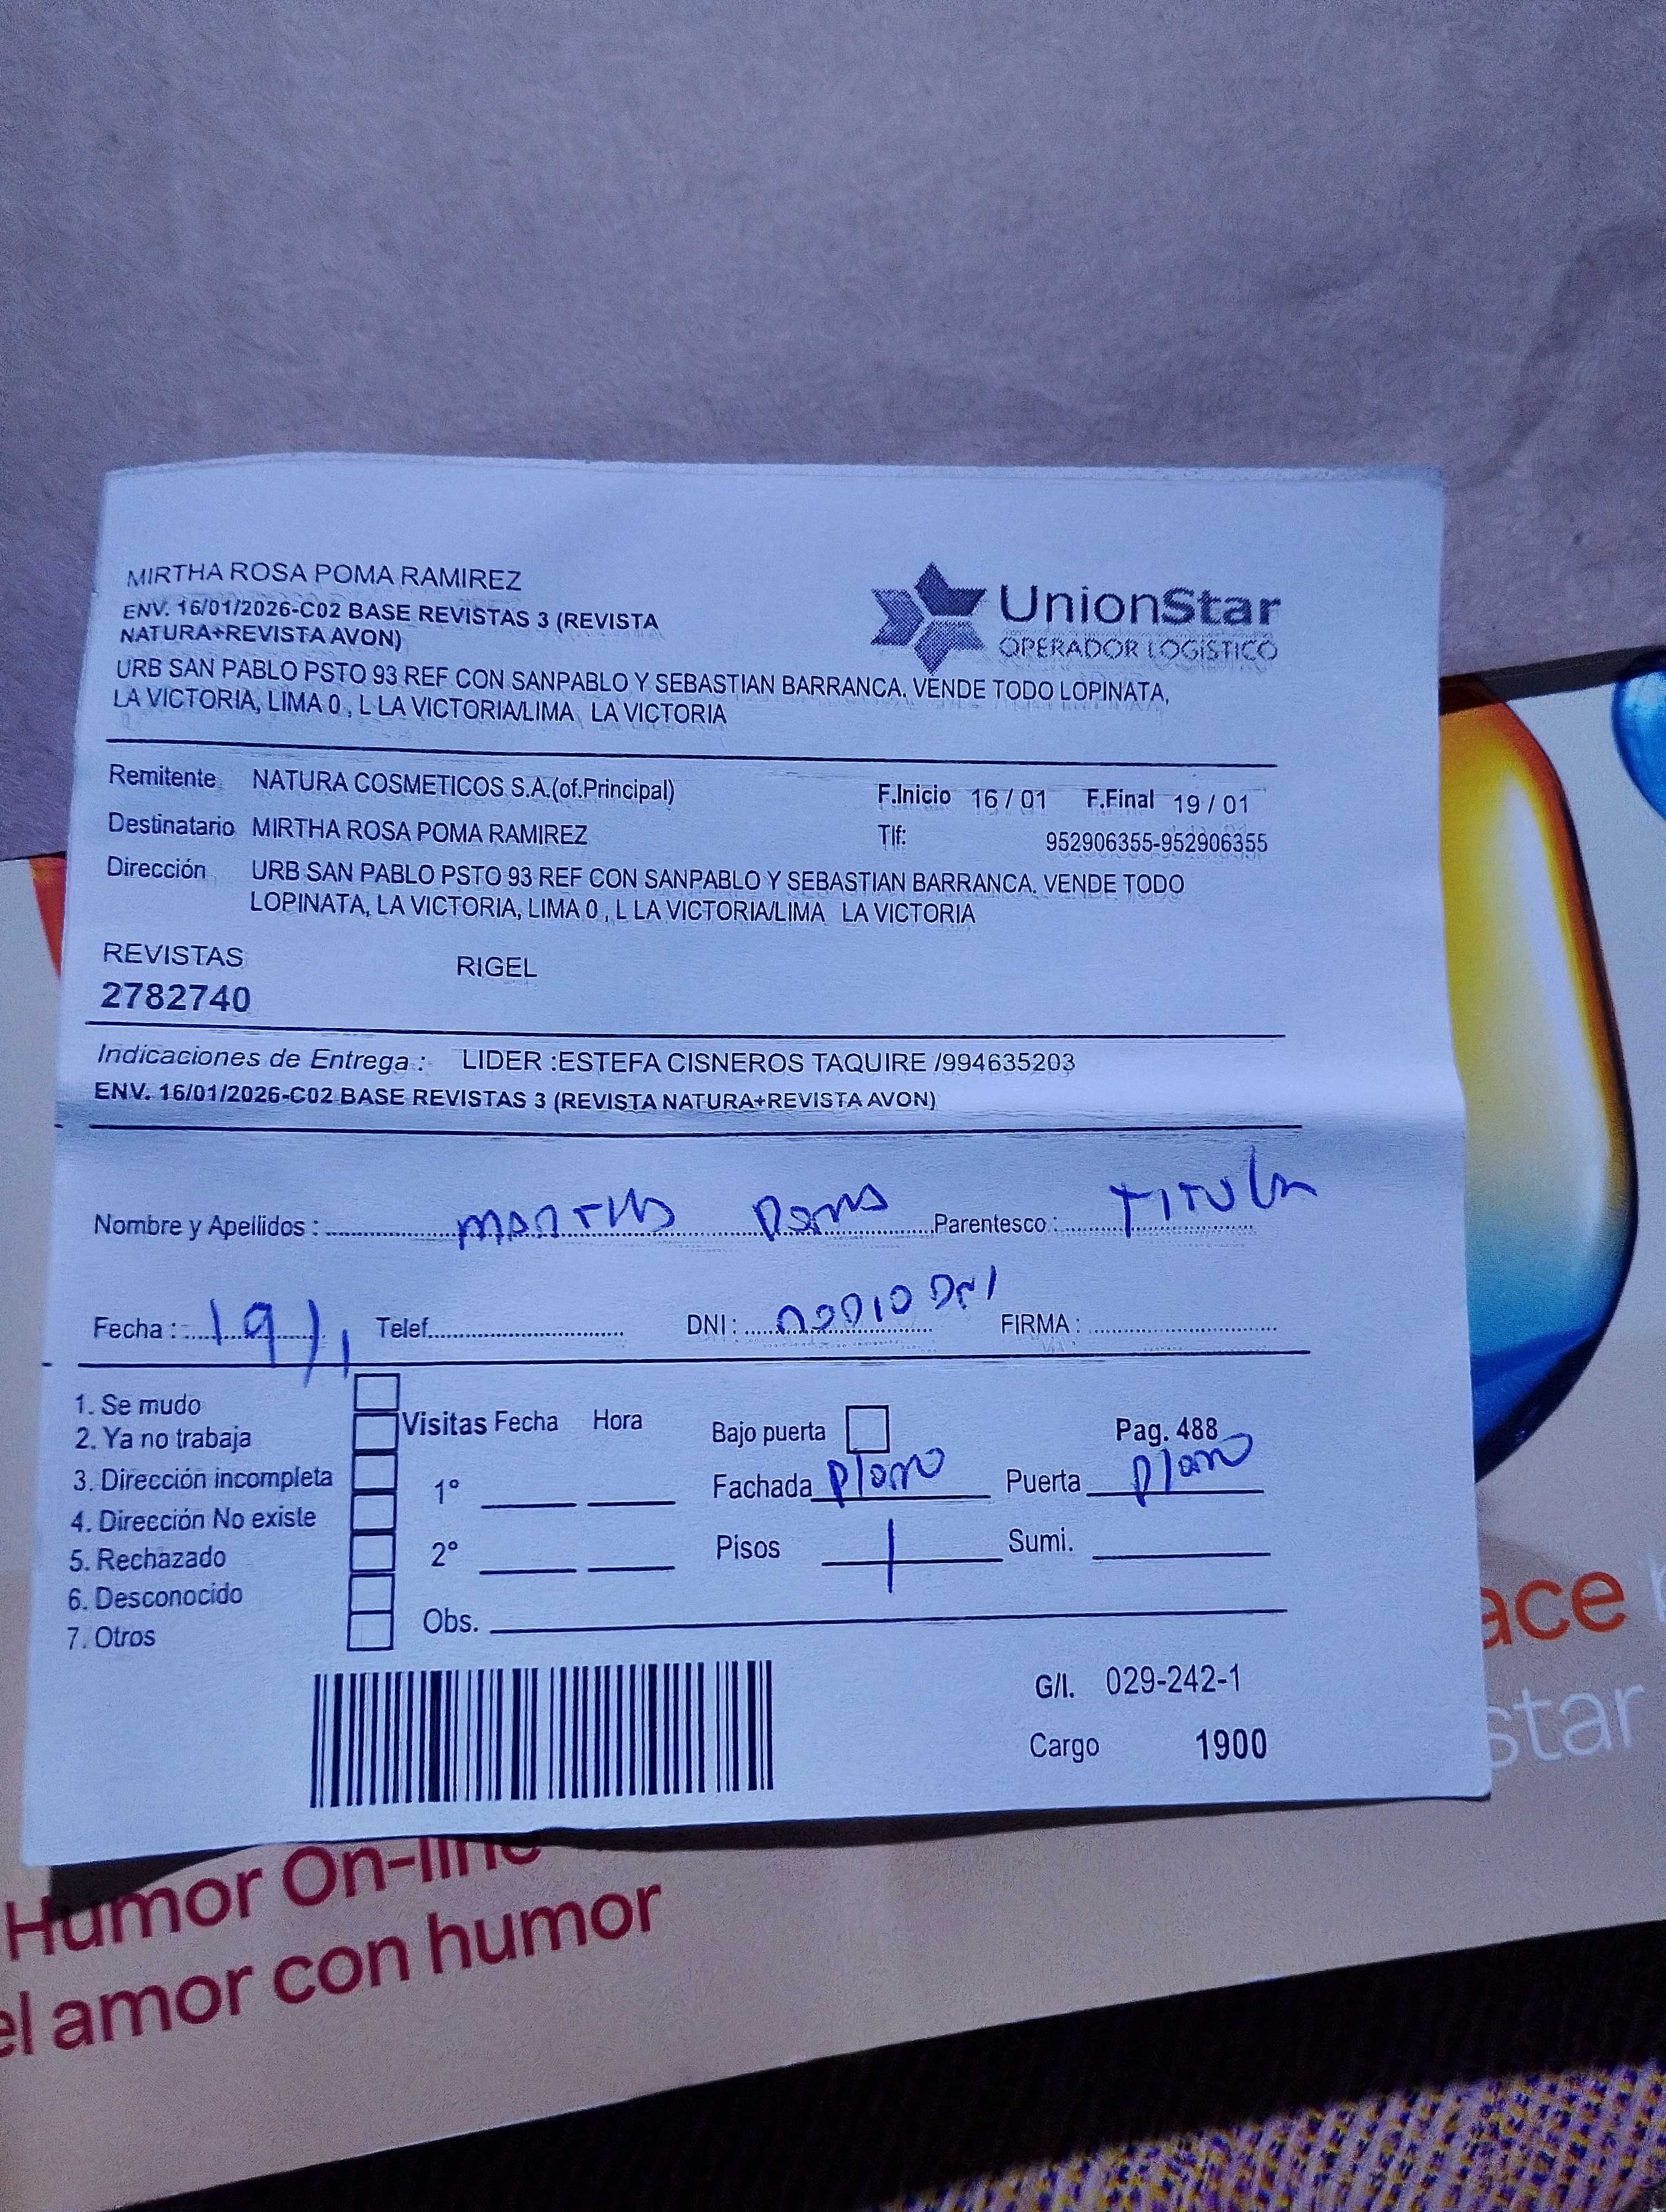 MIRTHA ROSA POMA RAMIREZ
ENV. 16/01/2026-C02 BASE REVISTAS 3 (REVISTA
NATURA+REVISTA AVON)
URB SAN PABLO PSTO 93 REF CON SANPABLO Y SEBASTIAN BARRANCA. VENDE TODO LOPINATA,
LA VICTORIA, LIMA 0 , L LA VICTORIA/LIMA LA VICTORIA
UnionStar
OPERADOR LOGÍSTICO
Remitente NATURA COSMETICOS S.A.(of.Principal) F.Inicio 16 / 01 F.Final 19 / 01
Destinatario MIRTHA ROSA POMA RAMIREZ Tlf: 952906355-952906355
Dirección URB SAN PABLO PSTO 93 REF CON SANPABLO Y SEBASTIAN BARRANCA. VENDE TODO
LOPINATA, LA VICTORIA, LIMA 0 , L LA VICTORIA/LIMA LA VICTORIA
REVISTAS RIGEL
2782740
Indicaciones de Entrega : LIDER :ESTEFA CISNEROS TAQUIRE /994635203
ENV. 16/01/2026-C02 BASE REVISTAS 3 (REVISTA NATURA+REVISTA AVON)
Nombre y Apellidos : Parentesco :
Fecha : 19/1 Telef. DNI : FIRMA :
1. Se mudo
2. Ya no trabaja
3. Dirección incompleta
4. Dirección No existe
5. Rechazado
6. Desconocido
7. Otros
Visitas Fecha Hora
1°
2°
Obs.
Bajo puerta Pag. 488
Fachada Puerta
Pisos 1 Sumi.
G/I. 029-242-1
Cargo 1900
ace
star
Humor On-line
el amor con humor